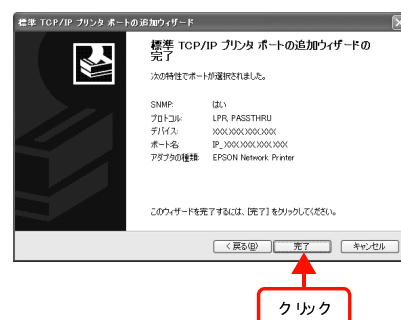 標準 TCP/IP プリンタ ポートの追加ウィザード
標準 TCP/IP プリンタ ポートの追加ウィザードの
完了
次の特性でポートが選択されました。
SNMP: はい
プロトコル: LPR, PASSTHRU
デバイス: XXX.XXX.XXX.XXX
ポート名: IP_XXX.XXX.XXX.XXX
アダプタの種類: EPSON Network Printer
このウィザードを完了するには、[完了] をクリックしてください。
< 戻る(B) 完了 キャンセル
クリック